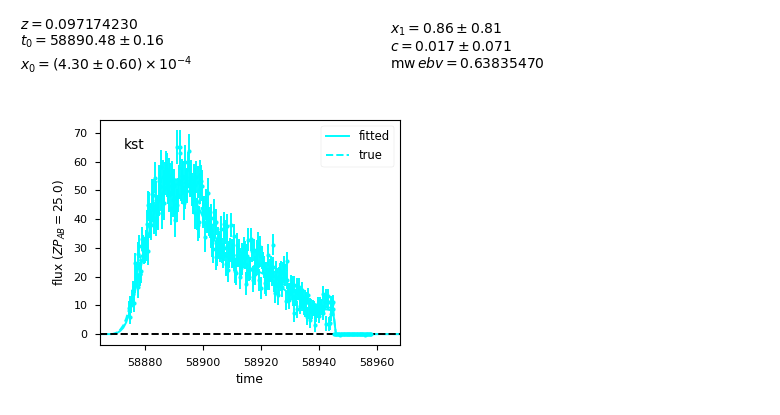 z = 0.097174230
t₀ = 58890.48 ± 0.16
x₀ = (4.30 ± 0.60) × 10⁻⁴
x₁ = 0.86 ± 0.81
c = 0.017 ± 0.071
mw ebv = 0.63835470
kst
fitted
true
flux (ZP_AB = 25.0)
70
60
50
40
30
20
10
0
58880 58900 58920 58940 58960
time